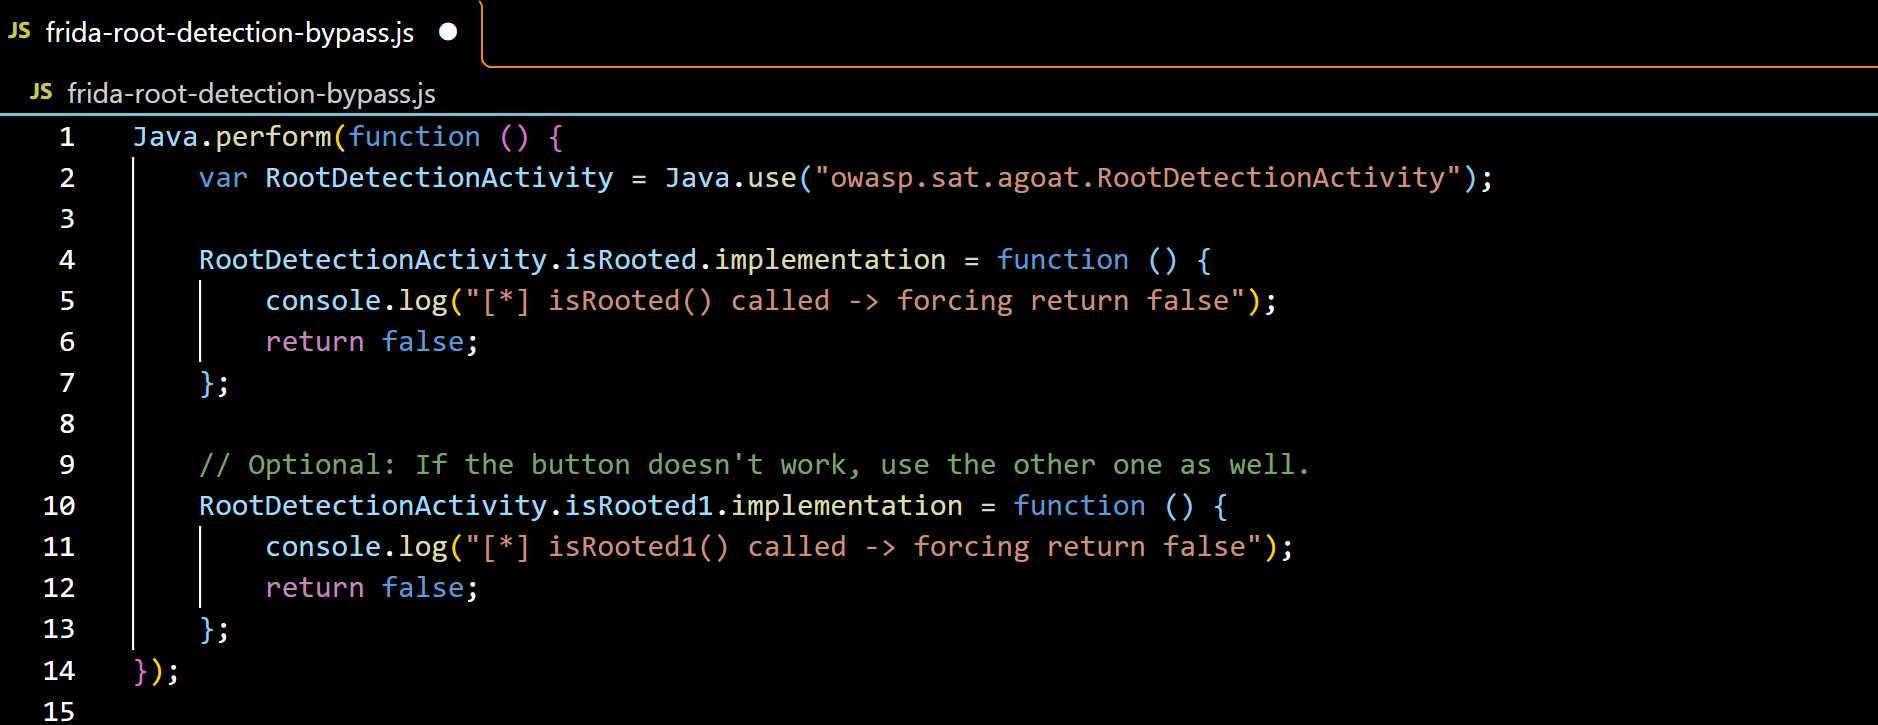 JS frida-root-detection-bypass.js
JS frida-root-detection-bypass.js
1 Java.perform(function () {
2     var RootDetectionActivity = Java.use("owasp.sat.agoat.RootDetectionActivity");
3
4     RootDetectionActivity.isRooted.implementation = function () {
5         console.log("[*] isRooted() called -> forcing return false");
6         return false;
7     };
8
9     // Optional: If the button doesn't work, use the other one as well.
10     RootDetectionActivity.isRooted1.implementation = function () {
11         console.log("[*] isRooted1() called -> forcing return false");
12         return false;
13     };
14 });
15